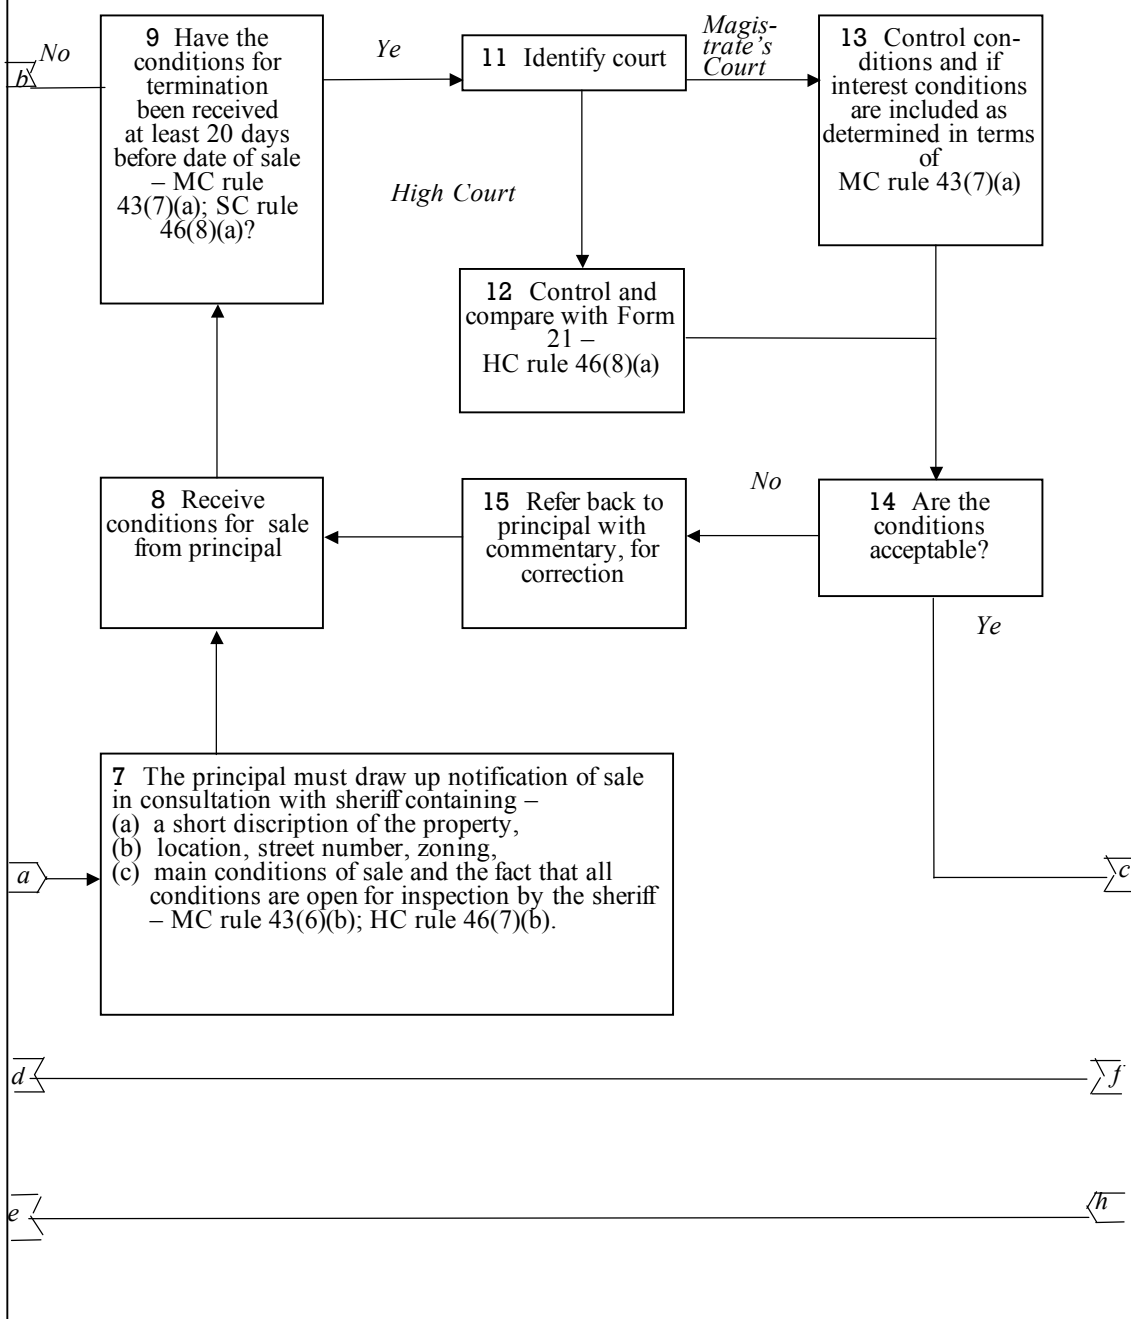 No
b
9 Have the
conditions for
termination
been received
at least 20 days
before date of sale
– MC rule
43(7)(a); SC rule
46(8)(a)?
Ye
11 Identify court
Magis-
trate's
Court
13 Control con-
ditions and if
interest conditions
are included as
determined in terms
of
MC rule 43(7)(a)
High Court
12 Control and
compare with Form
21 –
HC rule 46(8)(a)
8 Receive
conditions for sale
from principal
15 Refer back to
principal with
commentary, for
correction
No
14 Are the
conditions
acceptable?
Ye
7 The principal must draw up notification of sale
in consultation with sheriff containing –
(a) a short discription of the property,
(b) location, street number, zoning,
(c) main conditions of sale and the fact that all
conditions are open for inspection by the sheriff
– MC rule 43(6)(b); HC rule 46(7)(b).
a
c
d
f
e
h